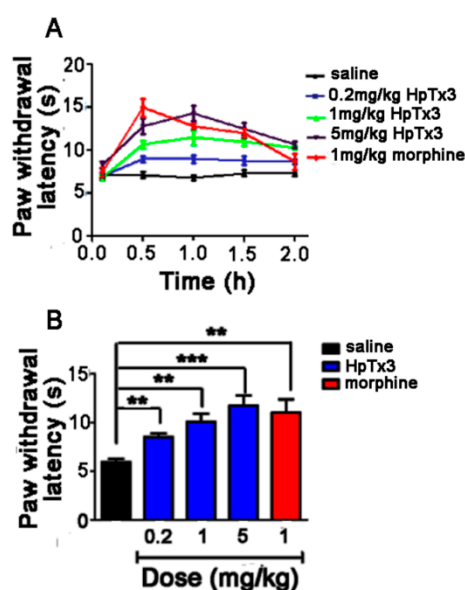 A
Paw withdrawal
latency (s)
20
15
10
5
0
0.0 0.5 1.0 1.5 2.0
Time (h)
saline
0.2mg/kg HpTx3
1mg/kg HpTx3
5mg/kg HpTx3
1mg/kg morphine
B
Paw withdrawal
latency (s)
15
10
5
0
**
***
**
**
0.2 1 5 1
Dose (mg/kg)
saline
HpTx3
morphine